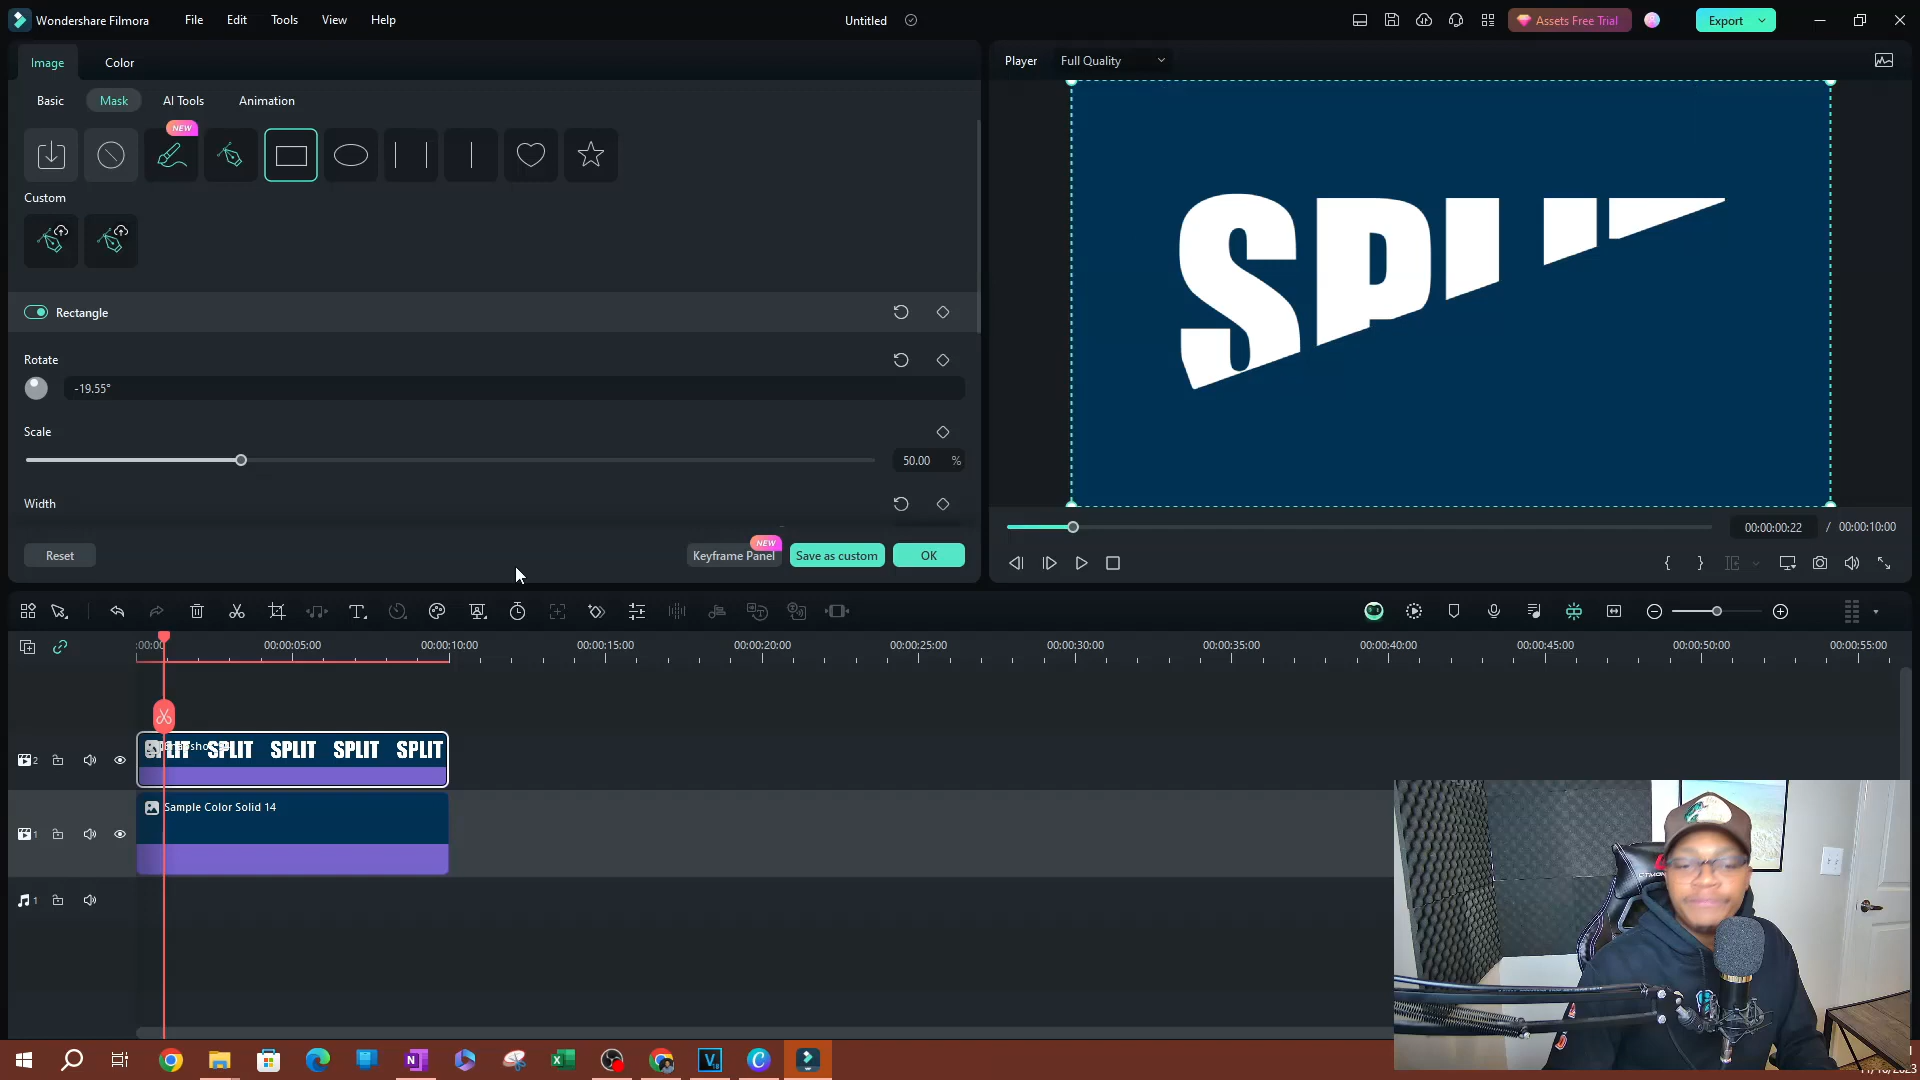 Wondershare Filmora File Edit Tools View Help Untitled Assets Free Trial Export
Image Color
Player Full Quality
Basic Mask AI Tools Animation
NEW
Custom
Rectangle
Rotate
-19.55°
Scale
50.00 %
Width
Reset
NEW
Keyframe Panel Save as custom OK
SPLIT
00:00:00:22 / 00:00:10:00
:00:00 00:00:05:00 00:00:10:00 00:00:15:00 00:00:20:00 00:00:25:00 00:00:30:00 00:00:35:00 00:00:40:00 00:00:45:00 00:00:50:00 00:00:55:00
2
SPLIT SPLIT SPLIT SPLIT SPLIT
1
Sample Color Solid 14
1